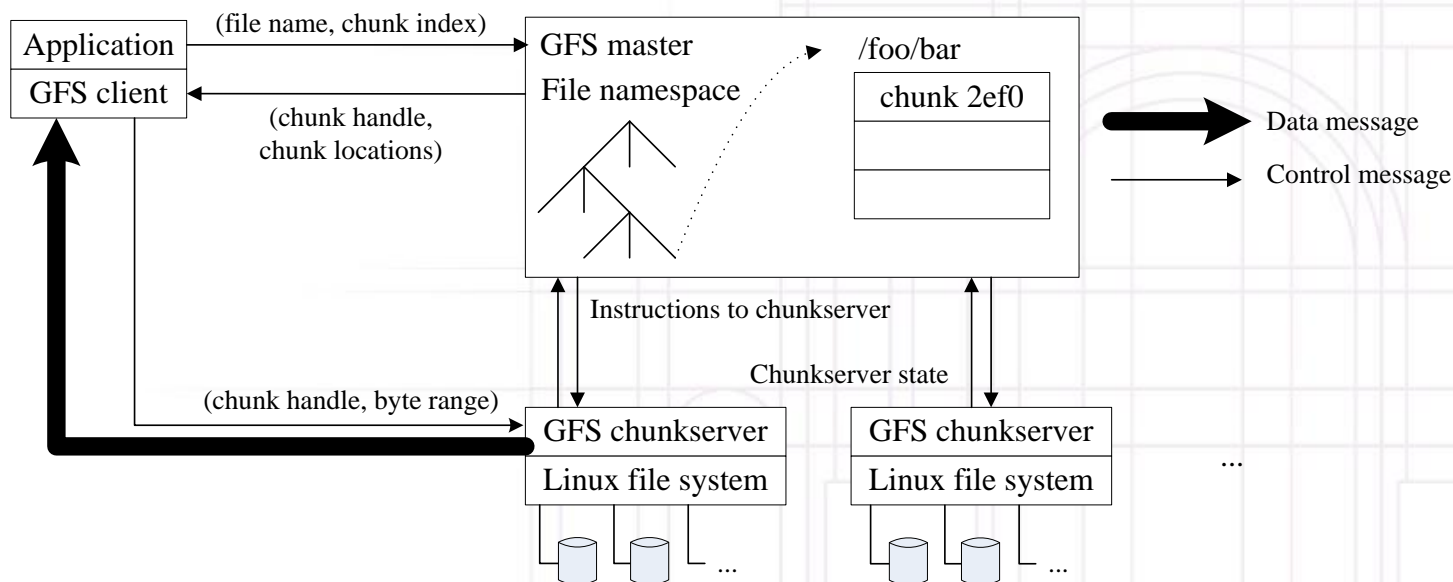 Application
GFS client
(file name, chunk index)
(chunk handle,
chunk locations)
GFS master
File namespace
/foo/bar
chunk 2ef0
Data message
Control message
Instructions to chunkserver
Chunkserver state
(chunk handle, byte range)
GFS chunkserver
Linux file system
...
GFS chunkserver
Linux file system
...
...